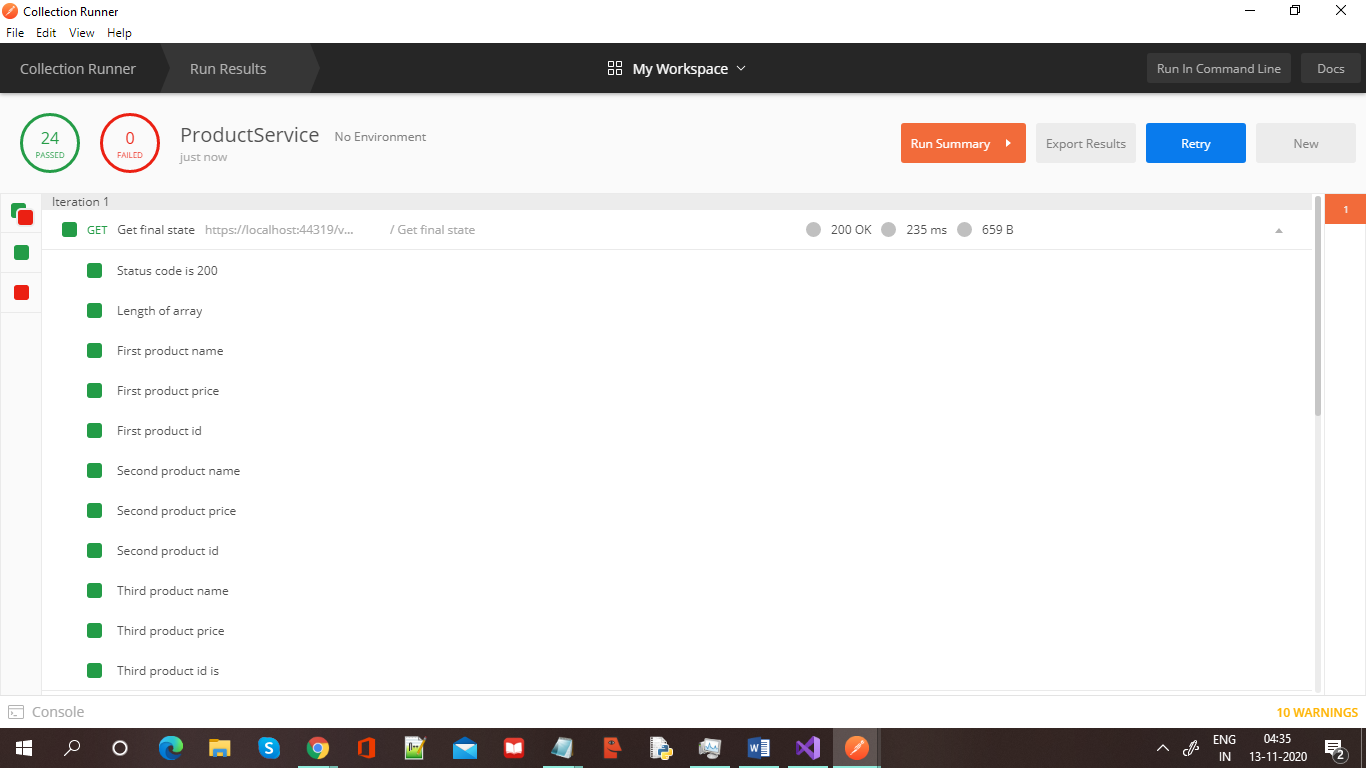 Collection Runner
File Edit View Help
Collection Runner Run Results My Workspace Run In Command Line Docs
24 PASSED 0 FAILED ProductService No Environment just now Run Summary Export Results Retry New
Iteration 1 1
GET Get final state https://localhost:44319/v... / Get final state 200 OK 235 ms 659 B
Status code is 200
Length of array
First product name
First product price
First product id
Second product name
Second product price
Second product id
Third product name
Third product price
Third product id is
Console 10 WARNINGS
ENG 04:35
IN 13-11-2020 2